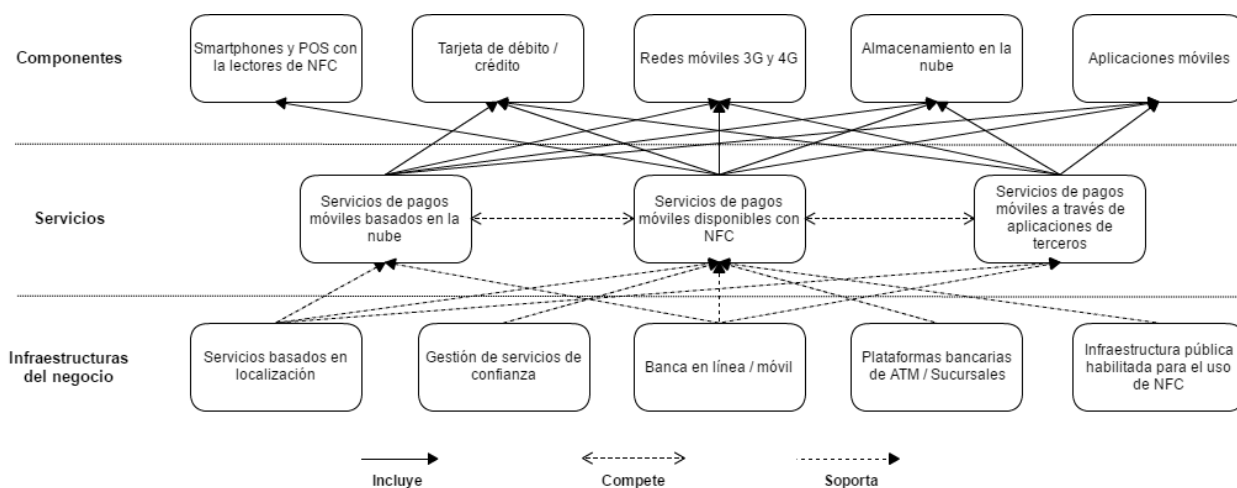 Componentes
Smartphones y POS con
la lectores de NFC
Tarjeta de débito /
crédito
Redes móviles 3G y 4G
Almacenamiento en la
nube
Aplicaciones móviles
Servicios
Servicios de pagos
móviles basados en la
nube
Servicios de pagos
móviles disponibles con
NFC
Servicios de pagos
móviles a través de
aplicaciones de
terceros
Infraestructuras
del negocio
Servicios basados en
localización
Gestión de servicios de
confianza
Banca en línea / móvil
Plataformas bancarias
de ATM / Sucursales
Infraestructura pública
habilitada para el uso
de NFC
Incluye
Compete
Soporta